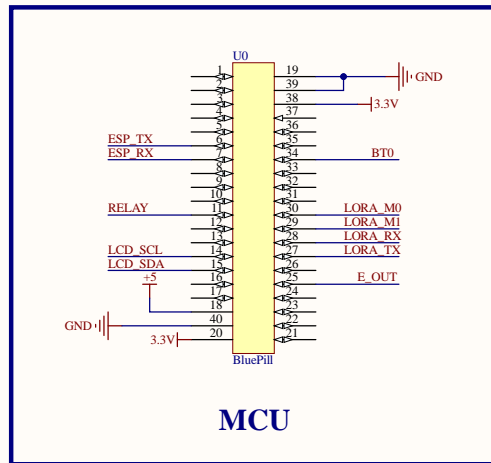 U0
1 19
2 39 GND
3 38 3.3V
4 37
5 36
ESP_TX 6 35
ESP_RX 7 34 BT0
8 33
9 32
10 31
RELAY 11 30 LORA_M0
12 29 LORA_M1
13 28 LORA_RX
LCD_SCL 14 27 LORA_TX
LCD_SDA 15 26
+5 16 25 E_OUT
17 24
18 23
GND 40 22
3.3V 20 21
BluePill
MCU